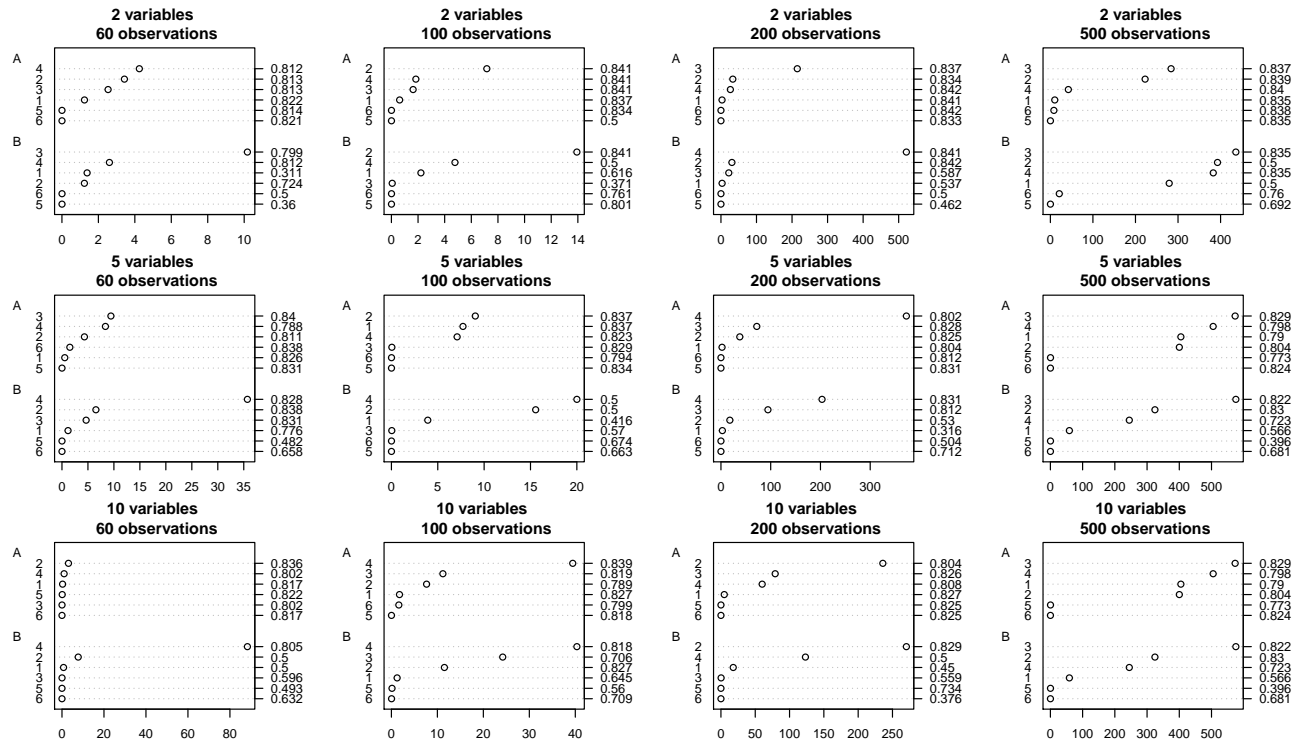 2 variables
60 observations
A
4 0.812
2 0.813
3 0.813
1 0.822
5 0.814
6 0.821
B
3 0.799
4 0.812
1 0.311
2 0.724
6 0.5
5 0.36
0 2 4 6 8 10
2 variables
100 observations
A
2 0.841
4 0.841
3 0.841
1 0.837
6 0.834
5 0.5
B
2 0.841
4 0.5
1 0.616
3 0.371
6 0.761
5 0.801
0 2 4 6 8 10 12 14
2 variables
200 observations
A
3 0.837
2 0.834
4 0.842
1 0.841
6 0.842
5 0.833
B
4 0.841
2 0.842
3 0.587
1 0.537
6 0.5
5 0.462
0 100 200 300 400 500
2 variables
500 observations
A
3 0.837
2 0.839
4 0.84
1 0.835
6 0.838
5 0.835
B
3 0.835
2 0.5
4 0.835
1 0.5
6 0.76
5 0.692
0 100 200 300 400
5 variables
60 observations
A
3 0.84
4 0.788
2 0.811
6 0.838
1 0.826
5 0.831
B
4 0.828
2 0.838
3 0.831
1 0.776
5 0.482
6 0.658
0 5 10 15 20 25 30 35
5 variables
100 observations
A
2 0.837
1 0.837
4 0.823
3 0.829
6 0.794
5 0.834
B
4 0.5
2 0.5
1 0.416
3 0.57
6 0.674
5 0.663
0 5 10 15 20
5 variables
200 observations
A
4 0.802
3 0.828
2 0.825
1 0.804
6 0.812
5 0.831
B
4 0.831
3 0.812
2 0.53
1 0.316
6 0.504
5 0.712
0 100 200 300
5 variables
500 observations
A
3 0.829
4 0.798
1 0.79
2 0.804
5 0.773
6 0.824
B
3 0.822
2 0.83
4 0.723
1 0.566
5 0.396
6 0.681
0 100 200 300 400 500
10 variables
60 observations
A
2 0.836
4 0.802
1 0.817
5 0.822
3 0.802
6 0.817
B
4 0.805
2 0.5
1 0.5
3 0.596
5 0.493
6 0.632
0 20 40 60 80
10 variables
100 observations
A
4 0.839
3 0.819
2 0.789
1 0.827
6 0.799
5 0.818
B
4 0.818
3 0.706
2 0.827
1 0.645
5 0.56
6 0.709
0 10 20 30 40
10 variables
200 observations
A
2 0.804
3 0.826
4 0.808
1 0.827
5 0.825
6 0.825
B
2 0.829
4 0.5
1 0.45
3 0.559
5 0.734
6 0.376
0 50 100 150 200 250
10 variables
500 observations
A
3 0.829
4 0.798
1 0.79
2 0.804
5 0.773
6 0.824
B
3 0.822
2 0.83
4 0.723
1 0.566
5 0.396
6 0.681
0 100 200 300 400 500